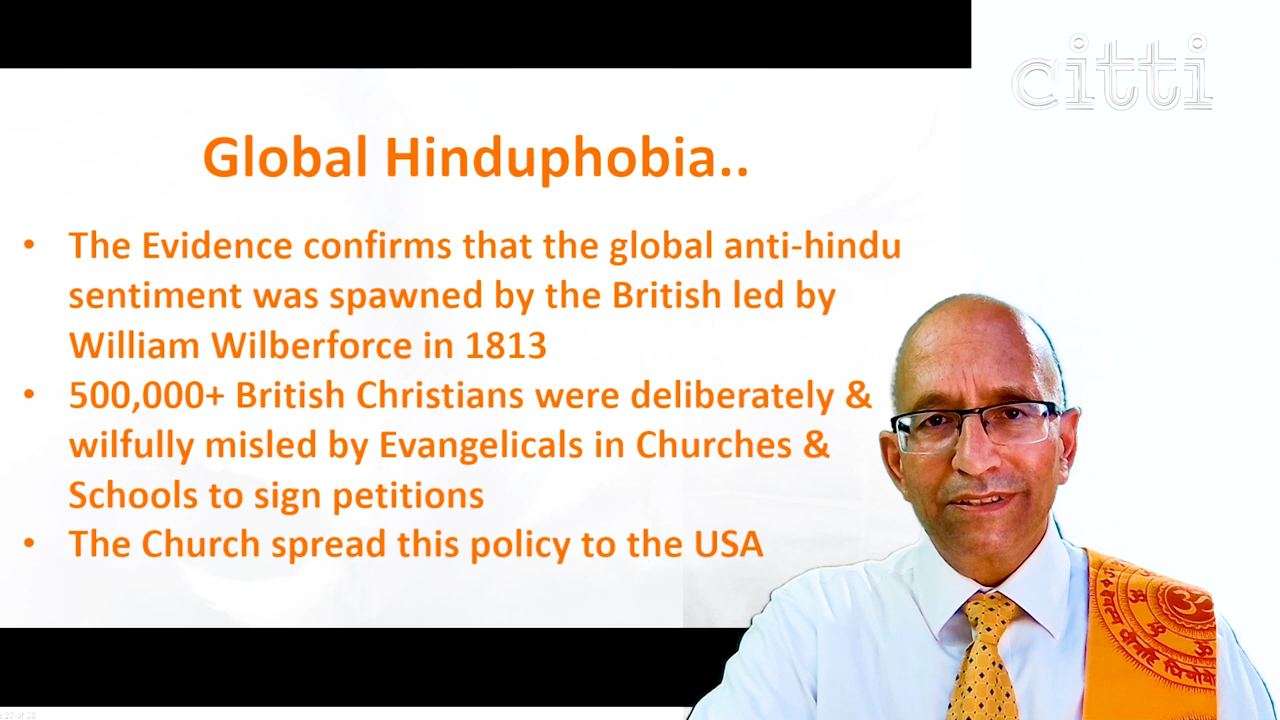 citti
Global Hinduphobia..
• The Evidence confirms that the global anti-hindu
sentiment was spawned by the British led by
William Wilberforce in 1813
• 500,000+ British Christians were deliberately &
wilfully misled by Evangelicals in Churches &
Schools to sign petitions
• The Church spread this policy to the USA
ॐ